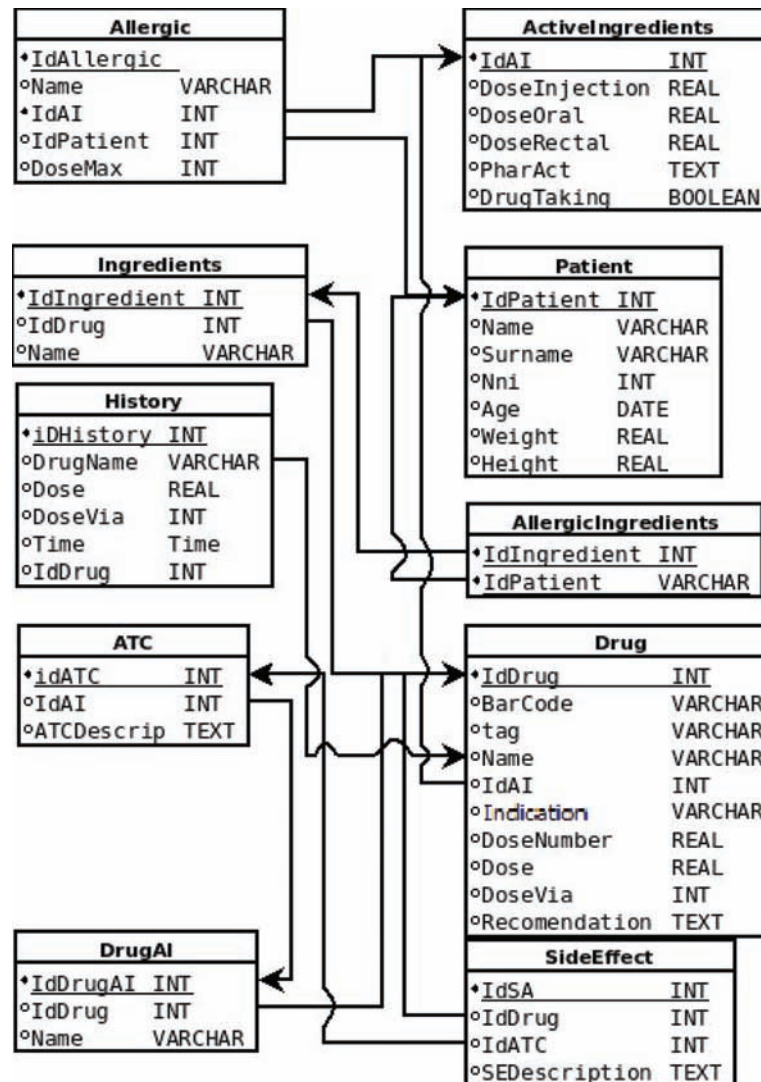 Allergic
IdAllergic
Name VARCHAR
IdAI INT
IdPatient INT
DoseMax INT
ActiveIngredients
IdAI INT
DoseInjection REAL
DoseOral REAL
DoseRectal REAL
PharAct TEXT
DrugTaking BOOLEAN
Ingredients
IdIngredient INT
IdDrug INT
Name VARCHAR
Patient
IdPatient INT
Name VARCHAR
Surname VARCHAR
Nni INT
Age DATE
Weight REAL
Height REAL
History
iDHistory INT
DrugName VARCHAR
Dose REAL
DoseVia INT
Time Time
IdDrug INT
AllergicIngredients
IdIngredient INT
IdPatient VARCHAR
ATC
idATC INT
IdAI INT
ATCDescrip TEXT
Drug
IdDrug INT
BarCode VARCHAR
tag VARCHAR
Name VARCHAR
IdAI INT
Indication VARCHAR
DoseNumber REAL
Dose REAL
DoseVia INT
Recomendation TEXT
DrugAI
IdDrugAI INT
IdDrug INT
Name VARCHAR
SideEffect
IdSA INT
IdDrug INT
IdATC INT
SEDescription TEXT